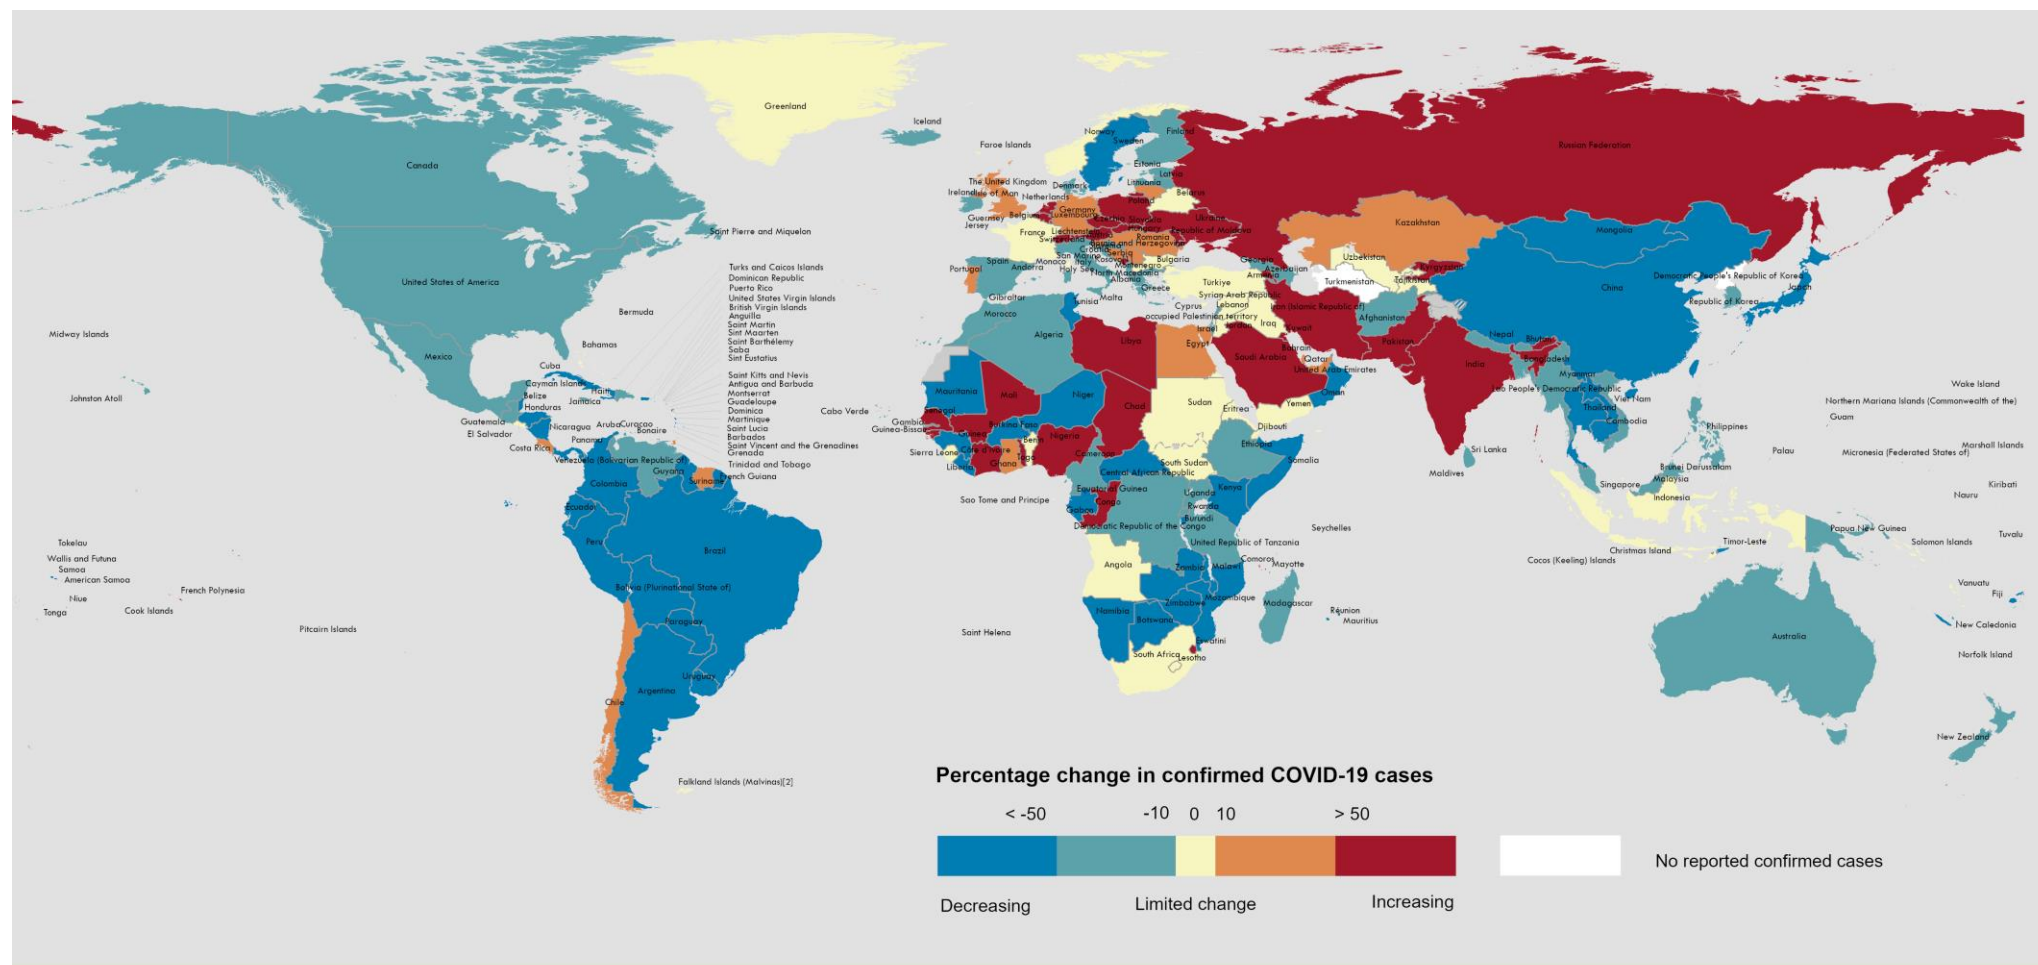 Greenland
Iceland
Canada
Faroe Islands
Norway
Sweden
Finland
Russian Federation
Estonia
Latvia
Lithuania
The United Kingdom
Denmark
Ireland
Isle of Man
Netherlands
Belarus
Poland
Germany
Guernsey
Belgium
Luxembourg
Czechia
Slovakia
Ukraine
Jersey
France
Liechtenstein
Hungary
Republic of Moldova
Kazakhstan
Mongolia
Saint Pierre and Miquelon
Switzerland
Romania
Bosnia and Herzegovina
Croatia
Serbia
San Marino
Spain
Monaco
Italy
Kosovo
Bulgaria
Georgia
Uzbekistan
Portugal
Andorra
Holy See
Montenegro
North Macedonia
Albania
Azerbaijan
Armenia
Kyrgyzstan
Tajikistan
Democratic People's Republic of Korea
Turks and Caicos Islands
Dominican Republic
Puerto Rico
United States Virgin Islands
British Virgin Islands
Anguilla
Saint Martin
Sint Maarten
Saint Barthélemy
Saba
Sint Eustatius
United States of America
Greece
Türkiye
Turkmenistan
China
Japan
Gibraltar
Tunisia
Malta
Syrian Arab Republic
Cyprus
Lebanon
Iran (Islamic Republic of)
Republic of Korea
Bermuda
Morocco
occupied Palestinian territory
Afghanistan
Midway Islands
Algeria
Israel
Jordan
Iraq
Kuwait
Nepal
Bahamas
Libya
Egypt
Pakistan
Bhutan
Mexico
Bahrain
Saudi Arabia
Qatar
India
Bangladesh
Cuba
United Arab Emirates
Myanmar
Saint Kitts and Nevis
Antigua and Barbuda
Montserrat
Guadeloupe
Dominica
Martinique
Saint Lucia
Barbados
Saint Vincent and the Grenadines
Grenada
Trinidad and Tobago
French Guiana
Cayman Islands
Haiti
Belize
Jamaica
Honduras
Johnston Atoll
Mauritania
Mali
Niger
Oman
Lao People's Democratic Republic
Wake Island
Cabo Verde
Senegal
Chad
Sudan
Eritrea
Yemen
Thailand
Viet Nam
Northern Mariana Islands (Commonwealth of the)
Guatemala
Nicaragua
Aruba
Curaçao
Bonaire
Gambia
Guinea-Bissau
Burkina Faso
Guinea
Djibouti
Cambodia
Philippines
Guam
El Salvador
Panama
Costa Rica
Benin
Nigeria
Ethiopia
Sri Lanka
Marshall Islands
Sierra Leone
Côte d'Ivoire
Togo
Cameroon
Palau
Micronesia (Federated States of)
Venezuela (Bolivarian Republic of)
Guyana
Liberia
Ghana
South Sudan
Central African Republic
Somalia
Maldives
Brunei Darussalam
Malaysia
Colombia
Suriname
Equatorial Guinea
Uganda
Kenya
Singapore
Indonesia
Kiribati
Nauru
Sao Tome and Principe
Ecuador
Gabon
Congo
Rwanda
Burundi
Democratic Republic of the Congo
Seychelles
Papua New Guinea
Tokelau
Peru
Brazil
United Republic of Tanzania
Timor-Leste
Solomon Islands
Tuvalu
Wallis and Futuna
Christmas Island
Samoa
Angola
Comoros
Mayotte
Cocos (Keeling) Islands
American Samoa
Zambia
Malawi
French Polynesia
Bolivia (Plurinational State of)
Vanuatu
Fiji
Niue
Cook Islands
Tonga
Namibia
Zimbabwe
Mozambique
Madagascar
Réunion
Mauritius
Pitcairn Islands
Paraguay
Botswana
Saint Helena
Australia
New Caledonia
Eswatini
South Africa
Lesotho
Norfolk Island
Uruguay
Argentina
Chile
New Zealand
Falkland Islands (Malvinas)[2]
Percentage change in confirmed COVID-19 cases
< -50 -10 0 10 > 50
No reported confirmed cases
Decreasing Limited change Increasing